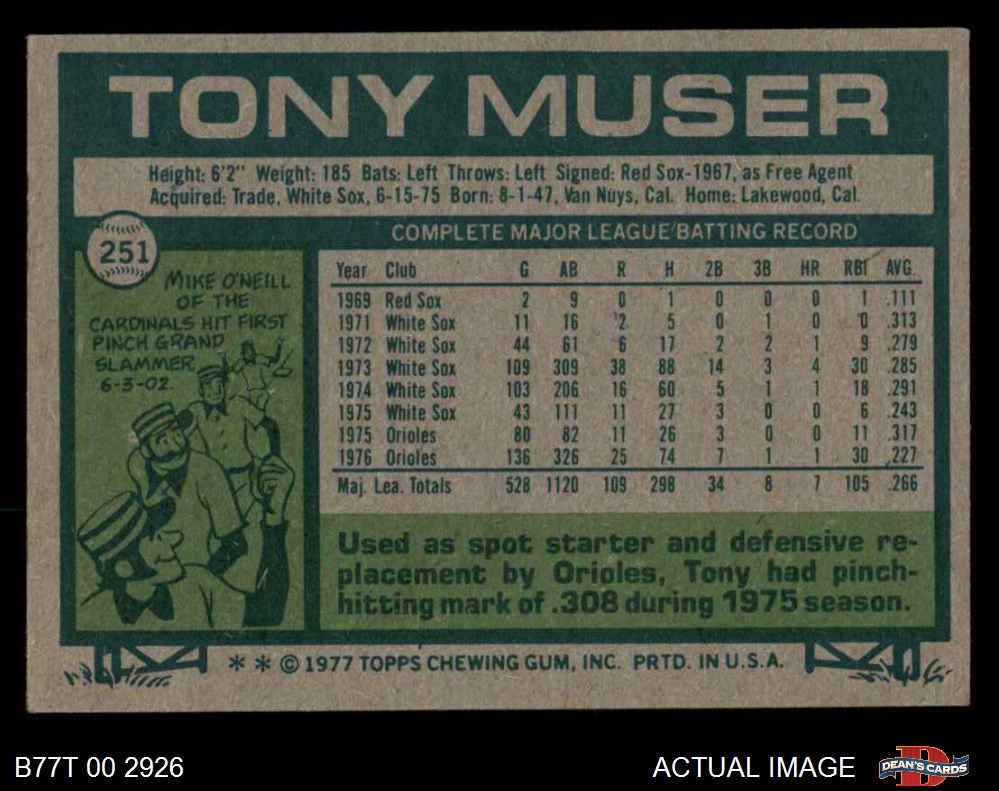 TONY MUSER
Height: 6'2" Weight: 185 Bats: Left Throws: Left Signed: Red Sox-1967, as Free Agent
Acquired: Trade, White Sox, 6-15-75 Born: 8-1-47, Van Nuys, Cal. Home: Lakewood, Cal.
251
MIKE O'NEILL
OF THE
CARDINALS HIT FIRST
PINCH GRAND
SLAMMER
6-3-02.
COMPLETE MAJOR LEAGUE BATTING RECORD
Year Club G AB R H 2B 3B HR RBI AVG.
1969 Red Sox 2 9 0 1 0 0 0 1 .111
1971 White Sox 11 16 2 5 0 1 0 0 .313
1972 White Sox 44 61 6 17 2 2 1 9 .279
1973 White Sox 109 309 38 88 14 3 4 30 .285
1974 White Sox 103 206 16 60 5 1 1 18 .291
1975 White Sox 43 111 11 27 3 0 0 6 .243
1975 Orioles 80 82 11 26 3 0 0 11 .317
1976 Orioles 136 326 25 74 7 1 1 30 .227
Maj. Lea. Totals 528 1120 109 298 34 8 7 105 .266
Used as spot starter and defensive re-
placement by Orioles, Tony had pinch-
hitting mark of .308 during 1975 season.
* * © 1977 TOPPS CHEWING GUM, INC. PRTD. IN U.S.A.
B77T 00 2926
ACTUAL IMAGE
D
DEAN'S CARDS